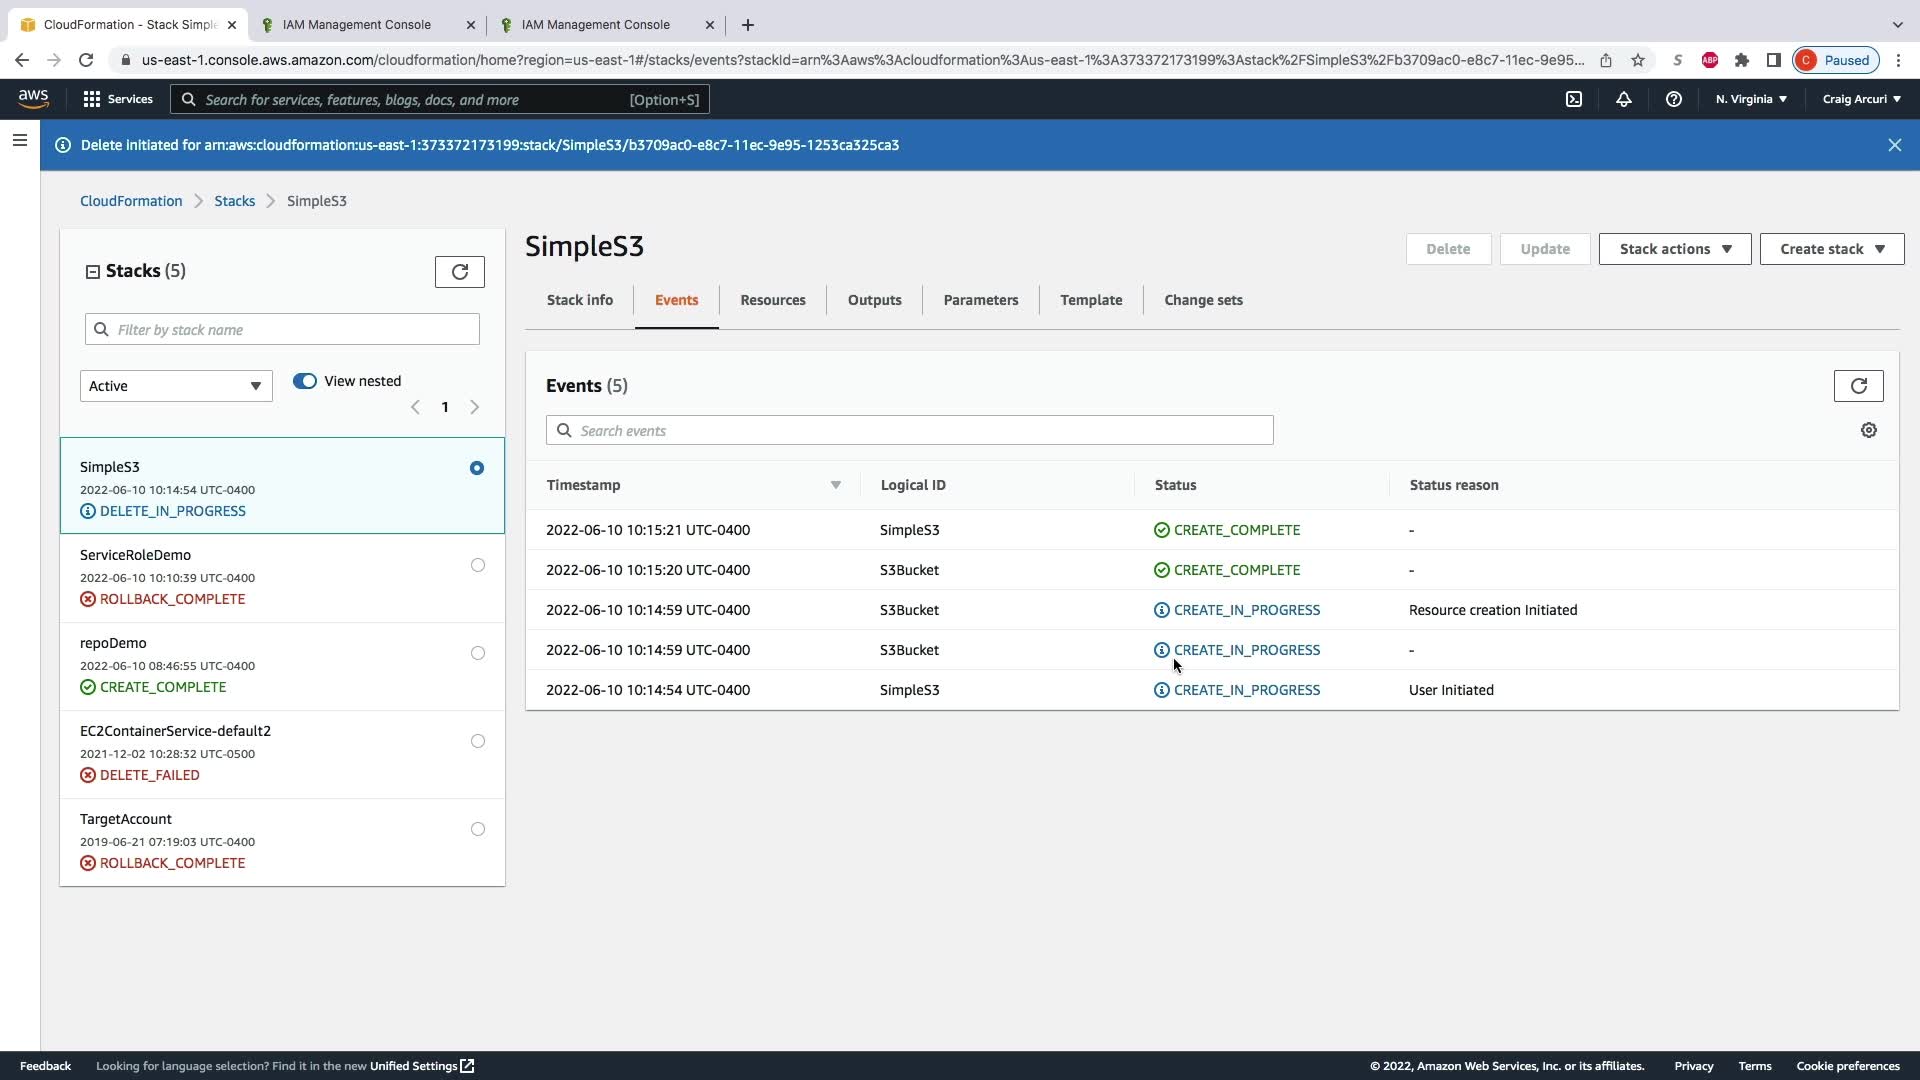 CloudFormation - Stack Simple
IAM Management Console
IAM Management Console
us-east-1.console.aws.amazon.com/cloudformation/home?region=us-east-1#/stacks/events?stackId=arn%3Aaws%3Acloudformation%3Aus-east-1%3A373372173199%3Astack%2FSimpleS3%2Fb3709ac0-e8c7-11ec-9e95...
S
ABP
C Paused
aws
Services
Search for services, features, blogs, docs, and more [Option+S]
N. Virginia
Craig Arcuri
Delete initiated for arn:aws:cloudformation:us-east-1:373372173199:stack/SimpleS3/b3709ac0-e8c7-11ec-9e95-1253ca325ca3
CloudFormation > Stacks > SimpleS3
Stacks (5)
Filter by stack name
Active
View nested
1
SimpleS3
2022-06-10 10:14:54 UTC-0400
DELETE_IN_PROGRESS
ServiceRoleDemo
2022-06-10 10:10:39 UTC-0400
ROLLBACK_COMPLETE
repoDemo
2022-06-10 08:46:55 UTC-0400
CREATE_COMPLETE
EC2ContainerService-default2
2021-12-02 10:28:32 UTC-0500
DELETE_FAILED
TargetAccount
2019-06-21 07:19:03 UTC-0400
ROLLBACK_COMPLETE
SimpleS3
Delete
Update
Stack actions
Create stack
Stack info
Events
Resources
Outputs
Parameters
Template
Change sets
Events (5)
Search events
Timestamp Logical ID Status Status reason
2022-06-10 10:15:21 UTC-0400 SimpleS3 CREATE_COMPLETE -
2022-06-10 10:15:20 UTC-0400 S3Bucket CREATE_COMPLETE -
2022-06-10 10:14:59 UTC-0400 S3Bucket CREATE_IN_PROGRESS Resource creation Initiated
2022-06-10 10:14:59 UTC-0400 S3Bucket CREATE_IN_PROGRESS -
2022-06-10 10:14:54 UTC-0400 SimpleS3 CREATE_IN_PROGRESS User Initiated
Feedback
Looking for language selection? Find it in the new Unified Settings
© 2022, Amazon Web Services, Inc. or its affiliates.
Privacy
Terms
Cookie preferences